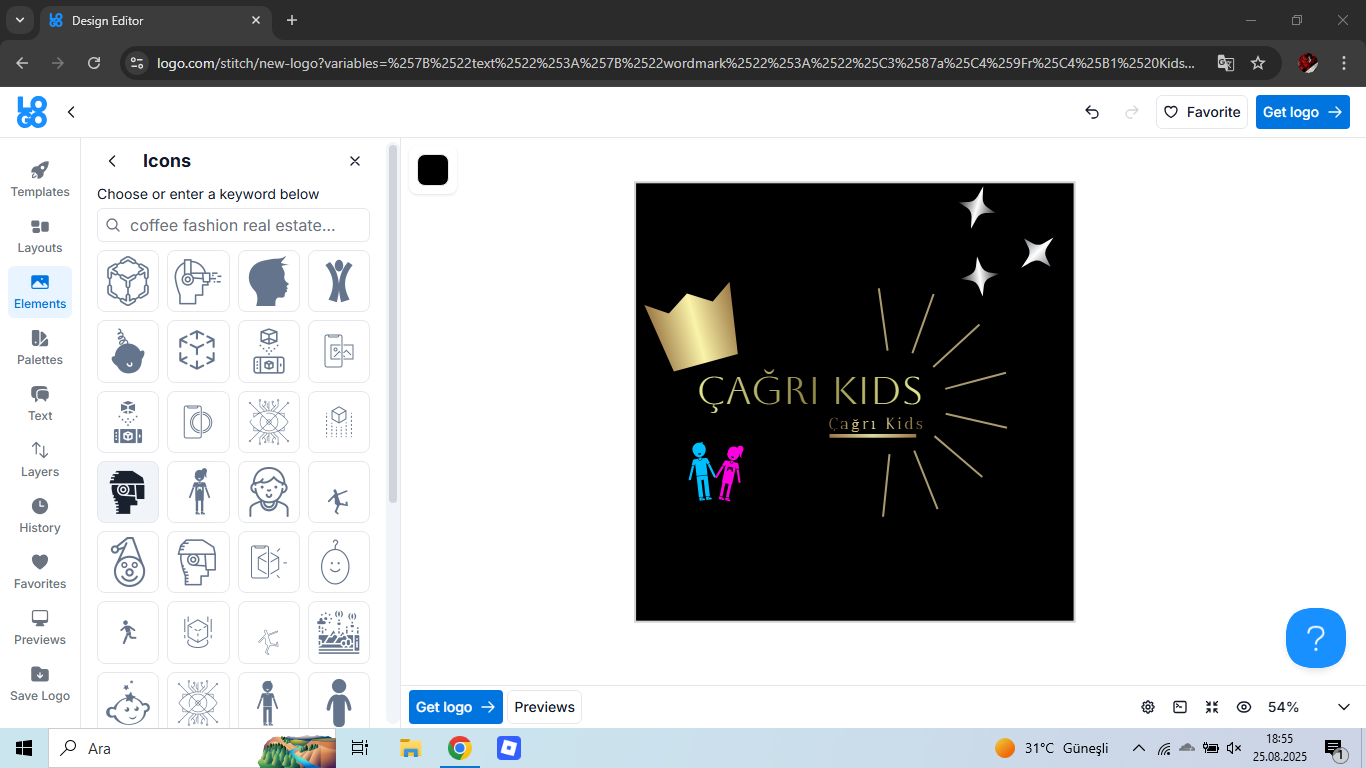 Design Editor
logo.com/stitch/new-logo?variables=%257B%2522text%2522%253A%257B%2522wordmark%2522%253A%2522%25C3%2587a%25C4%259Fr%25C4%25B1%2520Kids...
LOGO
Favorite
Get logo
Templates
Layouts
Elements
Palettes
Text
Layers
History
Favorites
Previews
Save Logo
Icons
Choose or enter a keyword below
coffee fashion real estate...
ÇAĞRI KIDS
Çağrı Kids
?
Get logo
Previews
54%
Ara
31°C Güneşli
18:55
25.08.2025
1